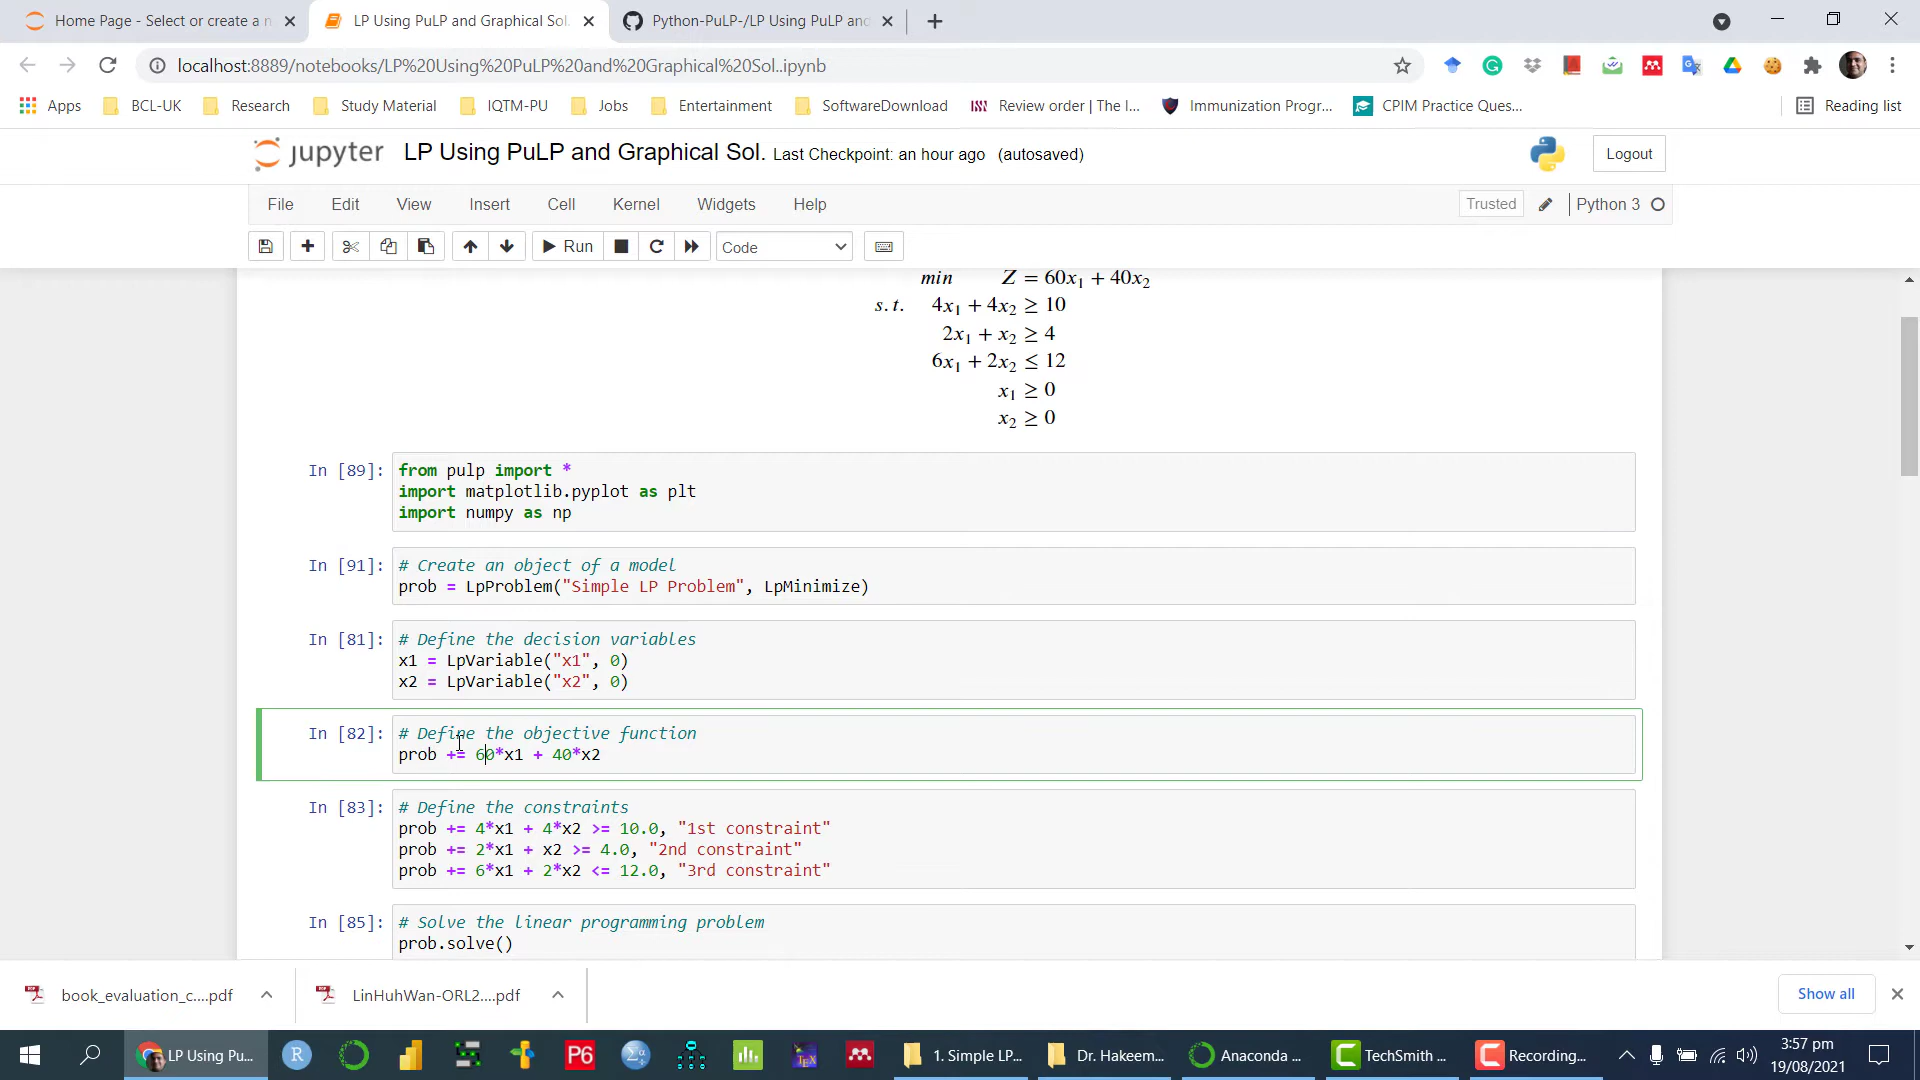 Home Page - Select or create a n
LP Using PuLP and Graphical Sol.
Python-PuLP-/LP Using PuLP and
localhost:8889/notebooks/LP%20Using%20PuLP%20and%20Graphical%20Sol..ipynb
Apps
BCL-UK
Research
Study Material
IQTM-PU
Jobs
Entertainment
SoftwareDownload
Review order | The I...
Immunization Progr...
CPIM Practice Ques...
Reading list
jupyter
LP Using PuLP and Graphical Sol. Last Checkpoint: an hour ago (autosaved)
Logout
File Edit View Insert Cell Kernel Widgets Help
Trusted
Python 3
Run
Code
min Z = 60x₁ + 40x₂
s.t. 4x₁ + 4x₂ ≥ 10
2x₁ + x₂ ≥ 4
6x₁ + 2x₂ ≤ 12
x₁ ≥ 0
x₂ ≥ 0
In [89]: from pulp import *
import matplotlib.pyplot as plt
import numpy as np
In [91]: # Create an object of a model
prob = LpProblem("Simple LP Problem", LpMinimize)
In [81]: # Define the decision variables
x1 = LpVariable("x1", 0)
x2 = LpVariable("x2", 0)
In [82]: # Define the objective function
prob += 60*x1 + 40*x2
In [83]: # Define the constraints
prob += 4*x1 + 4*x2 >= 10.0, "1st constraint"
prob += 2*x1 + x2 >= 4.0, "2nd constraint"
prob += 6*x1 + 2*x2 <= 12.0, "3rd constraint"
In [85]: # Solve the linear programming problem
prob.solve()
book_evaluation_c....pdf
LinHuhWan-ORL2....pdf
Show all
LP Using Pu...
R
P6
1. Simple LP...
Dr. Hakeem...
Anaconda ...
TechSmith ...
Recording...
3:57 pm
19/08/2021